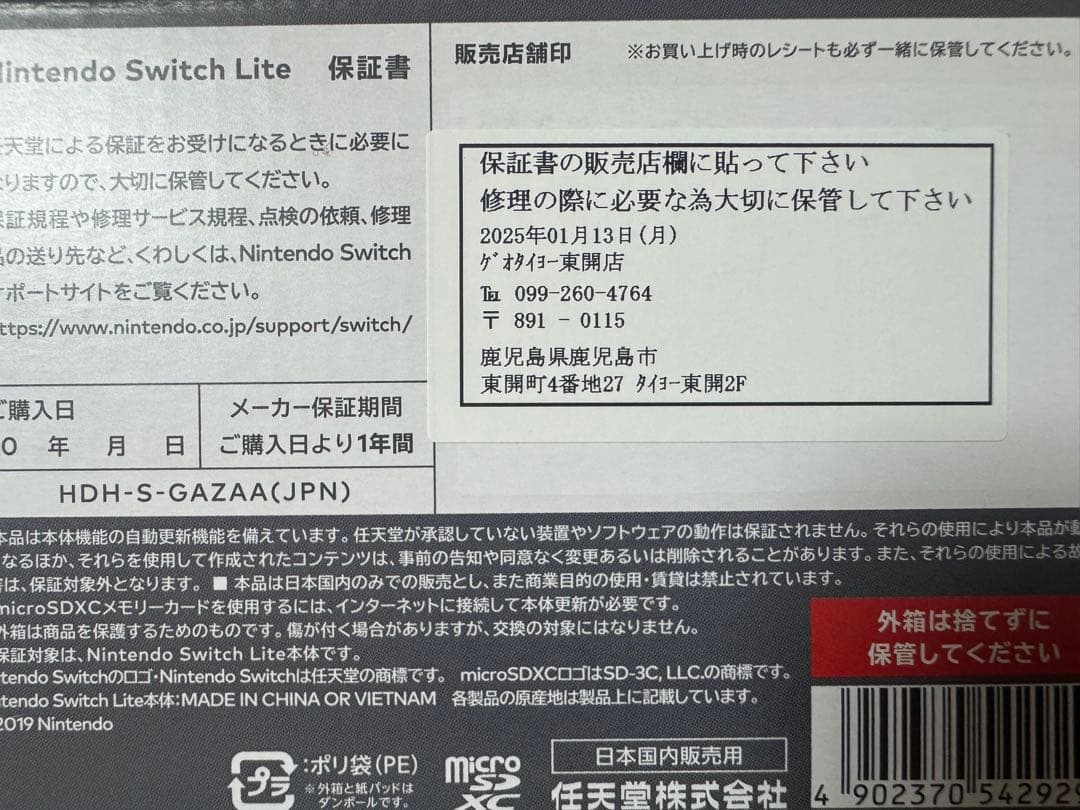 Nintendo Switch Lite 保証書
任天堂による保証をお受けになるときに必要に
なりますので、大切に保管してください。
保証規程や修理サービス規程、点検の依頼、修理
品の送り先など、くわしくは、Nintendo Switch
サポートサイトをご覧ください。
https://www.nintendo.co.jp/support/switch/
ご購入日
0 年 月 日
メーカー保証期間
ご購入日より1年間
HDH-S-GAZAA(JPN)
販売店舗印
※お買い上げ時のレシートも必ず一緒に保管してください。
保証書の販売店欄に貼って下さい
修理の際に必要な為大切に保管して下さい
2025年01月13日(月)
ｹﾞｵﾀｲﾖｰ東開店
℡ 099-260-4764
〒 891 - 0115
鹿児島県鹿児島市
東開町4番地27 ﾀｲﾖｰ東開2F
本品は本体機能の自動更新機能を備えています。任天堂が承認していない装置やソフトウェアの動作は保証されません。それらの使用により本品が動
なるほか、それらを使用して作成されたコンテンツは、事前の告知や同意なく変更あるいは削除されることがあります。また、それらの使用による故
害は、保証対象外となります。 ■ 本品は日本国内のみでの販売とし、また商業目的の使用・賃貸は禁止されています。
microSDXCメモリーカードを使用するには、インターネットに接続して本体更新が必要です。
外箱は商品を保護するためのものです。傷が付く場合がありますが、交換の対象にはなりません。
保証対象は、Nintendo Switch Lite本体です。
ntendo Switchのロゴ・Nintendo Switchは任天堂の商標です。 microSDXCロゴはSD-3C, LLC.の商標です。
ntendo Switch Lite本体：MADE IN CHINA OR VIETNAM 各製品の原産地は製品上に記載しています。
2019 Nintendo
外箱は捨てずに
保管してください
プラ
：ポリ袋(PE)
※外箱と紙パッドは
ダンボールです。
micro
SD
XC
日本国内販売用
任天堂株式会社
4 902370 542929